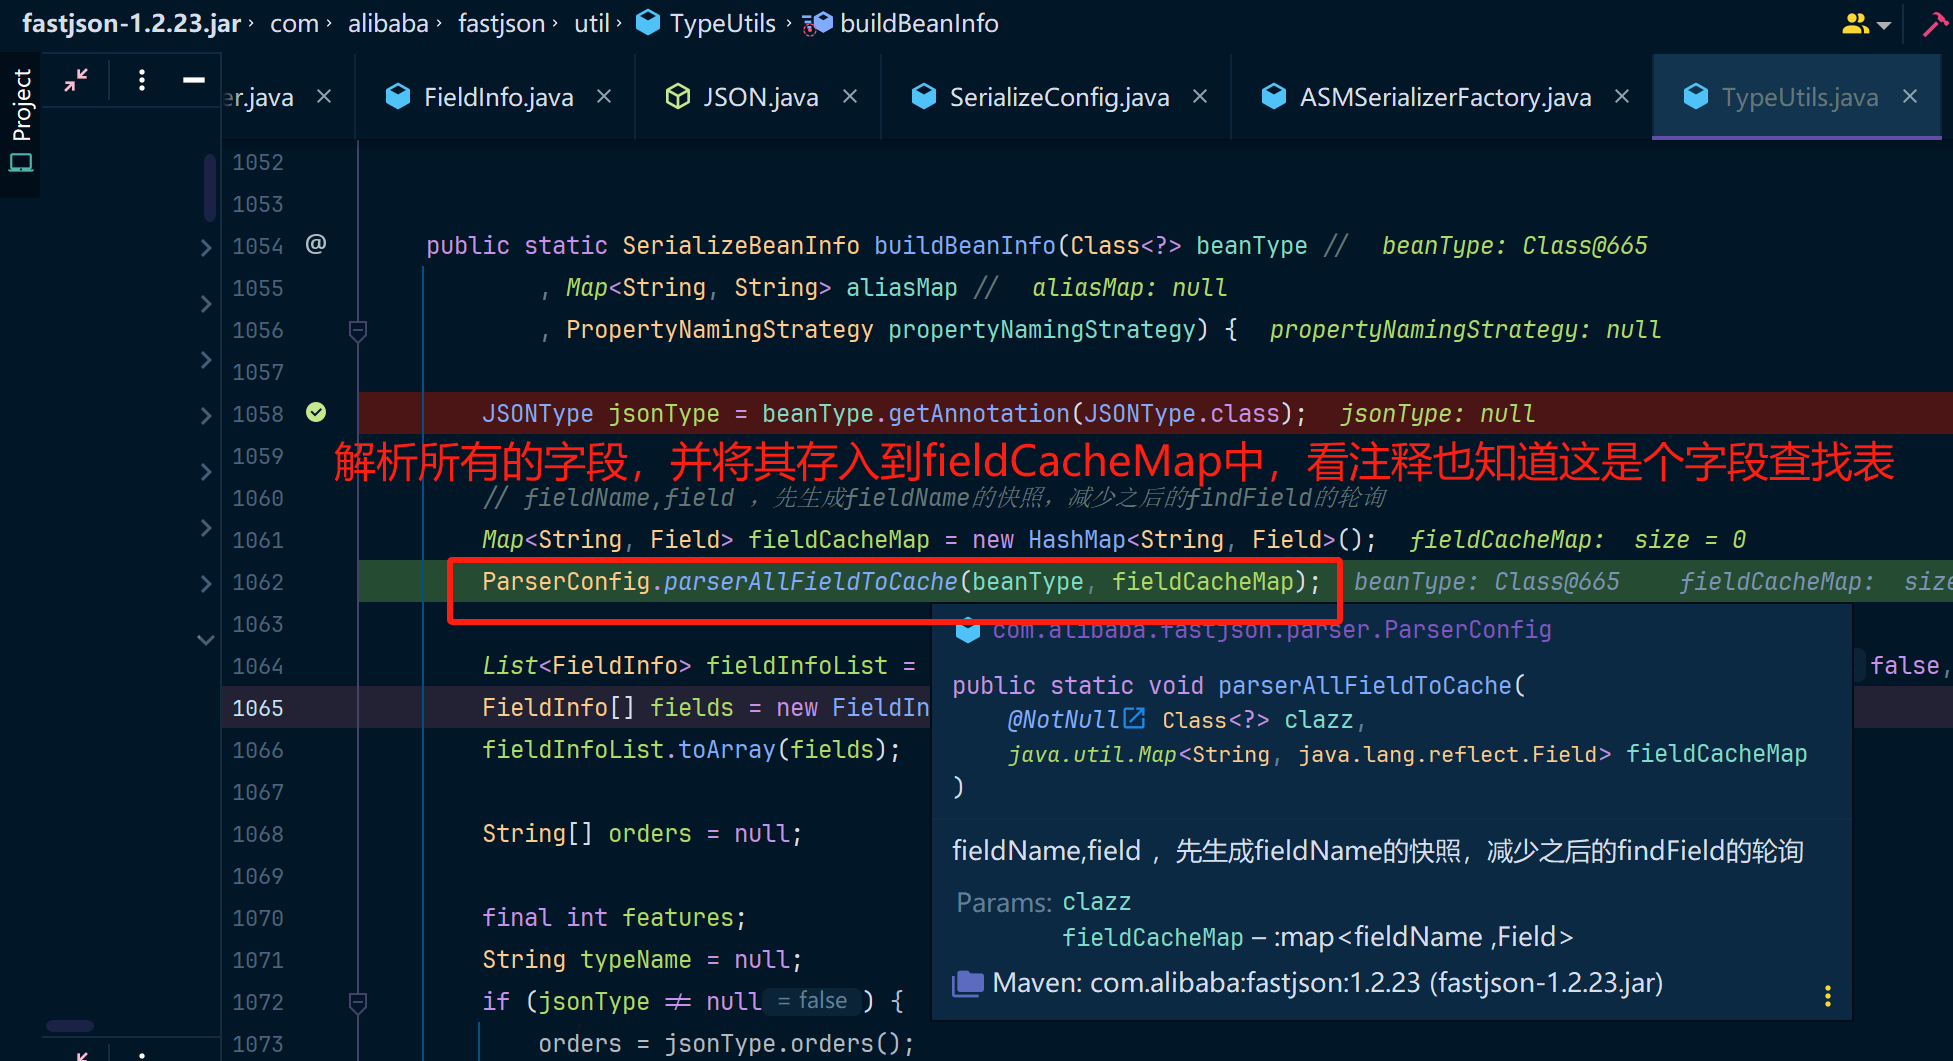 fastjson-1.2.23.jar › com › alibaba › fastjson › util › TypeUtils › buildBeanInfo
Project
er.java × FieldInfo.java × JSON.java × SerializeConfig.java × ASMSerializerFactory.java × TypeUtils.java ×
1052
1053
1054 @ public static SerializeBeanInfo buildBeanInfo(Class<?> beanType // beanType: Class@665
1055 , Map<String, String> aliasMap // aliasMap: null
1056 , PropertyNamingStrategy propertyNamingStrategy) { propertyNamingStrategy: null
1057
1058 JSONType jsonType = beanType.getAnnotation(JSONType.class); jsonType: null
1059 解析所有的字段，并将其存入到fieldCacheMap中，看注释也知道这是个字段查找表
1060 // fieldName,field ，先生成fieldName的快照，减少之后的findField的轮询
1061 Map<String, Field> fieldCacheMap = new HashMap<String, Field>(); fieldCacheMap: size = 0
1062 ParserConfig.parserAllFieldToCache(beanType, fieldCacheMap); beanType: Class@665 fieldCacheMap: size
1063
com.alibaba.fastjson.parser.ParserConfig
1064 List<FieldInfo> fieldInfoList = false,
public static void parserAllFieldToCache(
1065 FieldInfo[] fields = new FieldIn
@NotNull Class<?> clazz,
1066 fieldInfoList.toArray(fields);
java.util.Map<String, java.lang.reflect.Field> fieldCacheMap
)
1067
1068 String[] orders = null;
fieldName,field ，先生成fieldName的快照，减少之后的findField的轮询
1069
Params: clazz
1070 final int features;
fieldCacheMap – :map<fieldName ,Field>
1071 String typeName = null;
Maven: com.alibaba:fastjson:1.2.23 (fastjson-1.2.23.jar)
1072 if (jsonType ≠ null = false ) {
1073 orders = jsonType.orders();